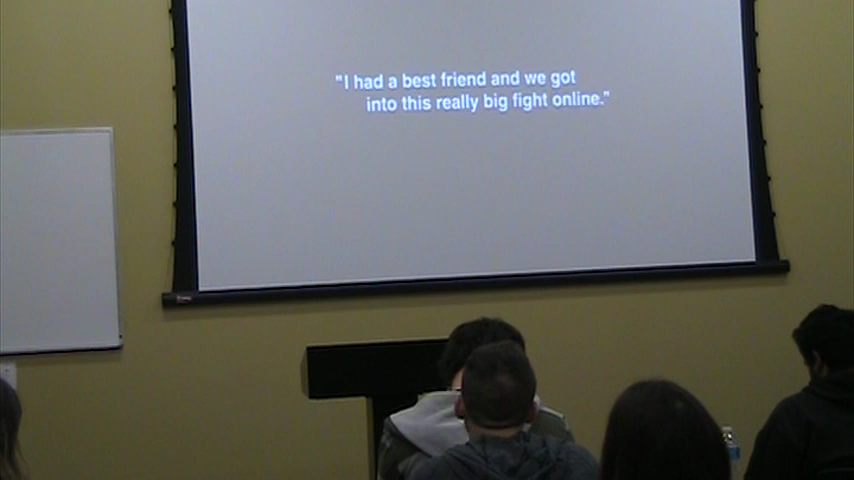 "I had a best friend and we got
into this really big fight online."